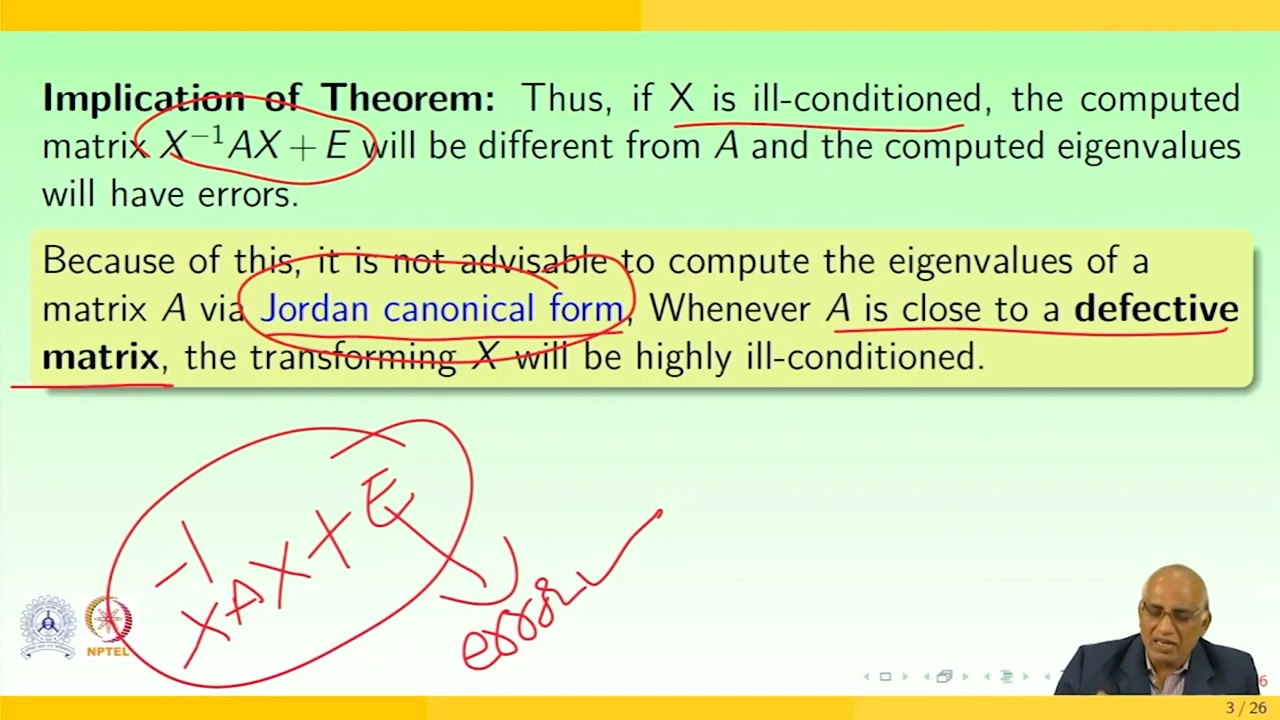 Implication of Theorem: Thus, if X is ill-conditioned, the computed
matrix X⁻¹AX + E will be different from A and the computed eigenvalues
will have errors.
Because of this, it is not advisable to compute the eigenvalues of a
matrix A via Jordan canonical form, Whenever A is close to a defective
matrix, the transforming X will be highly ill-conditioned.
X⁻¹AX + E
error
NPTEL
6
3 / 26